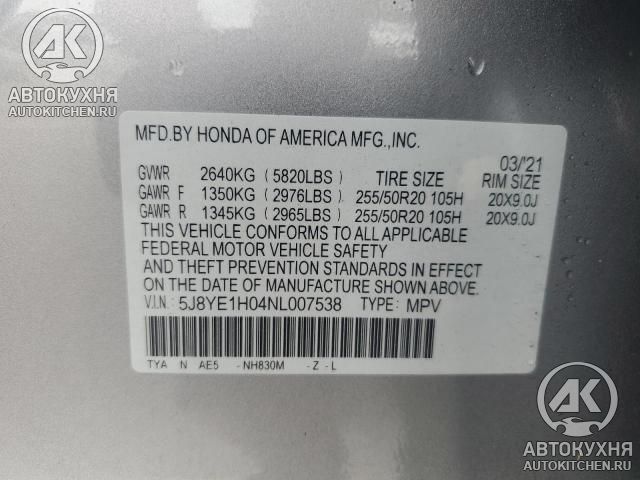 AK
АВТОКУХНЯ
AUTOKITCHEN.RU
MFD.BY HONDA OF AMERICA MFG.,INC.
03/'21
GVWR 2640KG (5820LBS) TIRE SIZE RIM SIZE
GAWR F 1350KG (2976LBS) 255/50R20 105H 20X9.0J
GAWR R 1345KG (2965LBS) 255/50R20 105H 20X9.0J
THIS VEHICLE CONFORMS TO ALL APPLICABLE
FEDERAL MOTOR VEHICLE SAFETY
AND THEFT PREVENTION STANDARDS IN EFFECT
ON THE DATE OF MANUFACTURE SHOWN ABOVE.
V.I.N.: 5J8YE1H04NL007538 TYPE: MPV
TYA N AE5 -NH830M -Z -L
AK
АВТОКУХНЯ
AUTOKITCHEN.RU